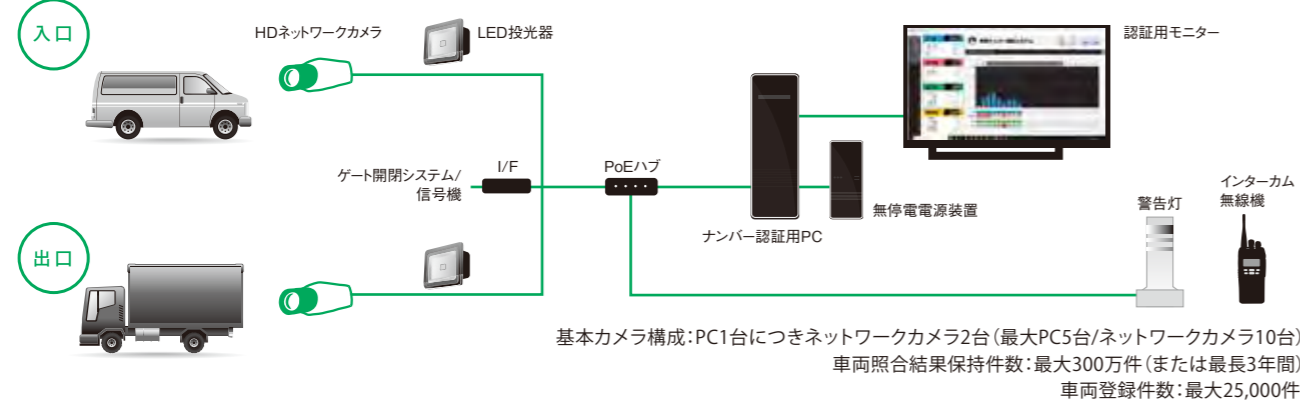 入口
HDネットワークカメラ
LED投光器
認証用モニター
ゲート開閉システム/
信号機
I/F
PoEハブ
無停電電源装置
ナンバー認証用PC
警告灯
インターカム
無線機
出口
基本カメラ構成：PC1台につきネットワークカメラ2台（最大PC5台/ネットワークカメラ10台）
車両照合結果保持件数：最大300万件（または最長3年間）
車両登録件数：最大25,000件